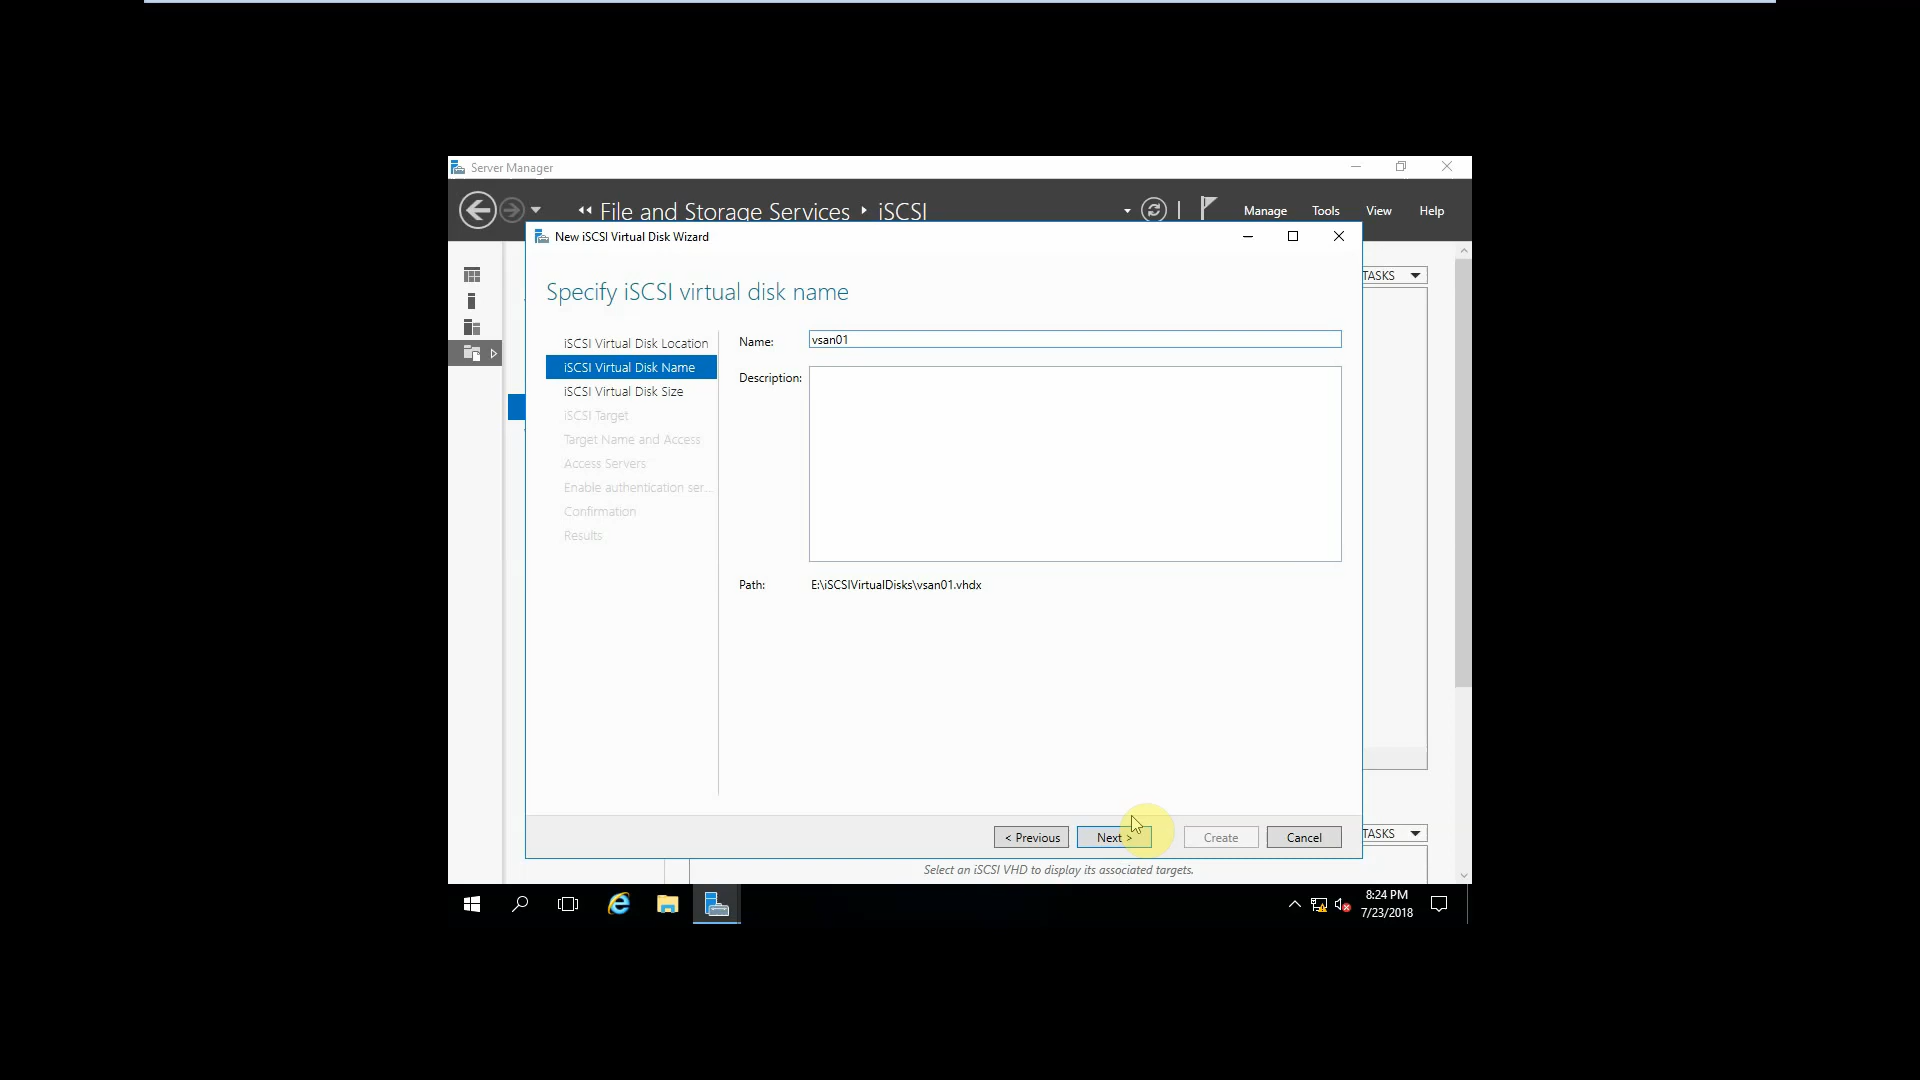 Server Manager
File and Storage Services
iSCSI
Manage
Tools
View
Help
New iSCSI Virtual Disk Wizard
TASKS
Specify iSCSI virtual disk name
iSCSI Virtual Disk Location
iSCSI Virtual Disk Name
iSCSI Virtual Disk Size
iSCSI Target
Target Name and Access
Access Servers
Enable authentication ser...
Confirmation
Results
Name:
vsan01
Description:
Path:
E:\iSCSIVirtualDisks\vsan01.vhdx
< Previous
Next >
Create
Cancel
TASKS
Select an iSCSI VHD to display its associated targets.
8:24 PM
7/23/2018